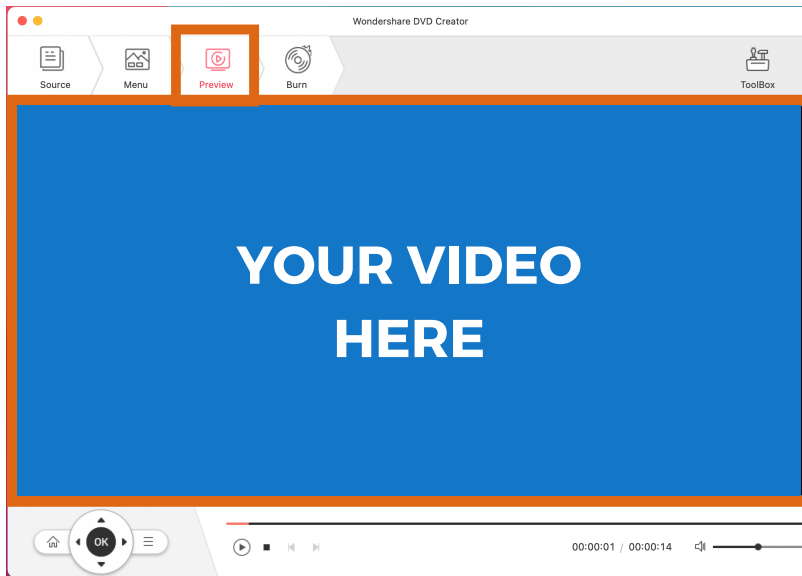 Wondershare DVD Creator
Source
Menu
Preview
Burn
ToolBox
YOUR VIDEO
HERE
OK
00:00:01 / 00:00:14